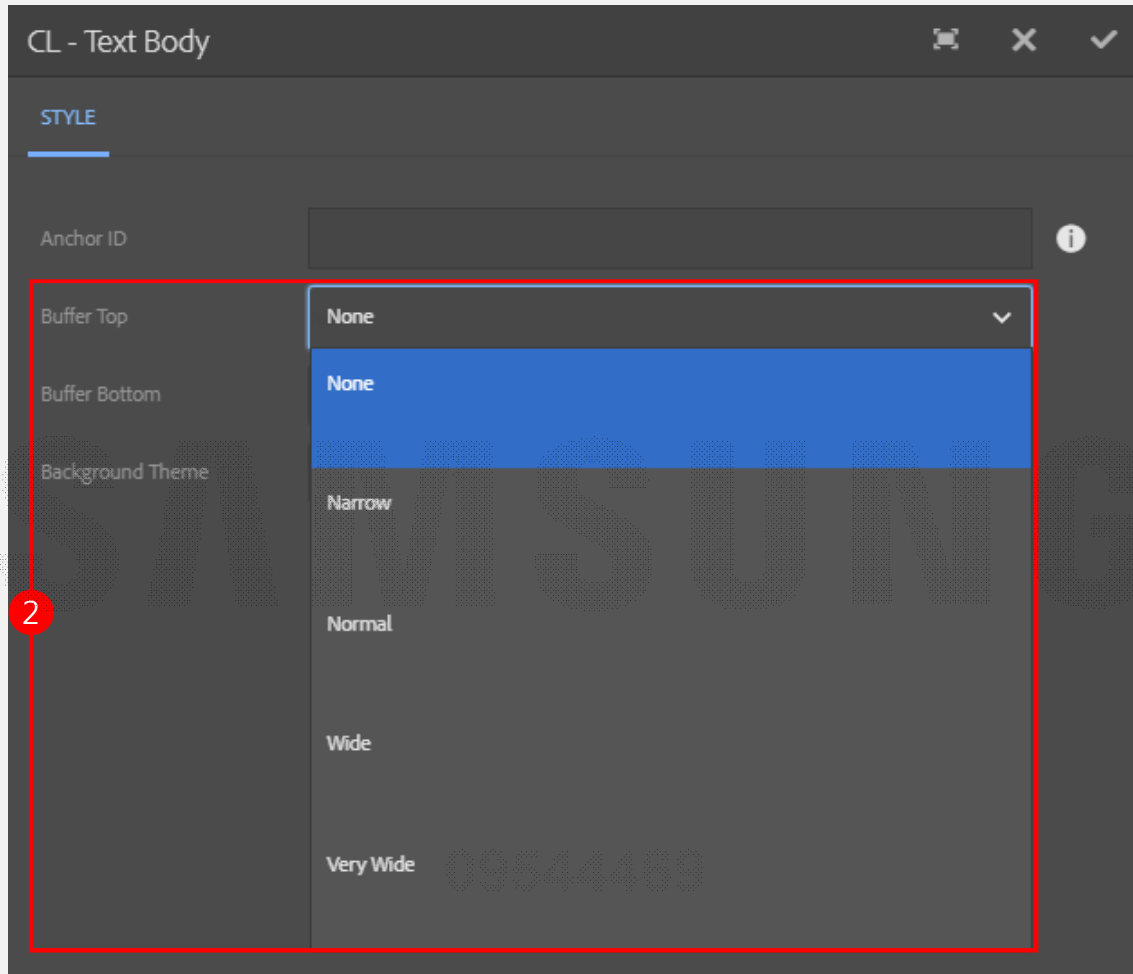 CL - Text Body
STYLE
Anchor ID
Buffer Top
None
None
Buffer Bottom
Background Theme
Narrow
Normal
Wide
Very Wide
2
SAMSUNG
09544469